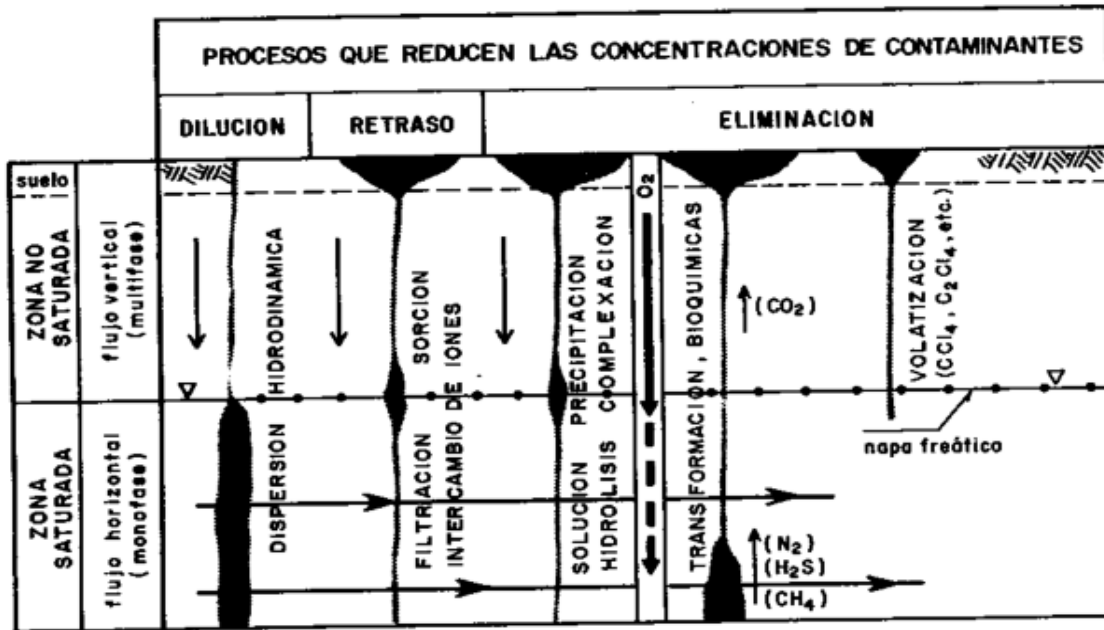 PROCESOS QUE REDUCEN LAS CONCENTRACIONES DE CONTAMINANTES
DILUCION
RETRASO
ELIMINACION
suelo
ZONA NO
SATURADA
flujo vertical
(multifase)
HIDRODINAMICA
SORCION
PRECIPITACION
COMPLEXACION
O2
(CO2)
VOLATIZACION
(CCl4, C2Cl4, etc.)
napa freática
ZONA
SATURADA
flujo horizontal
(monofase)
DISPERSION
FILTRACION
INTERCAMBIO DE IONES
SOLUCION
HIDROLISIS
TRANSFORMACION, BIOQUIMICAS
(N2)
(H2S)
(CH4)